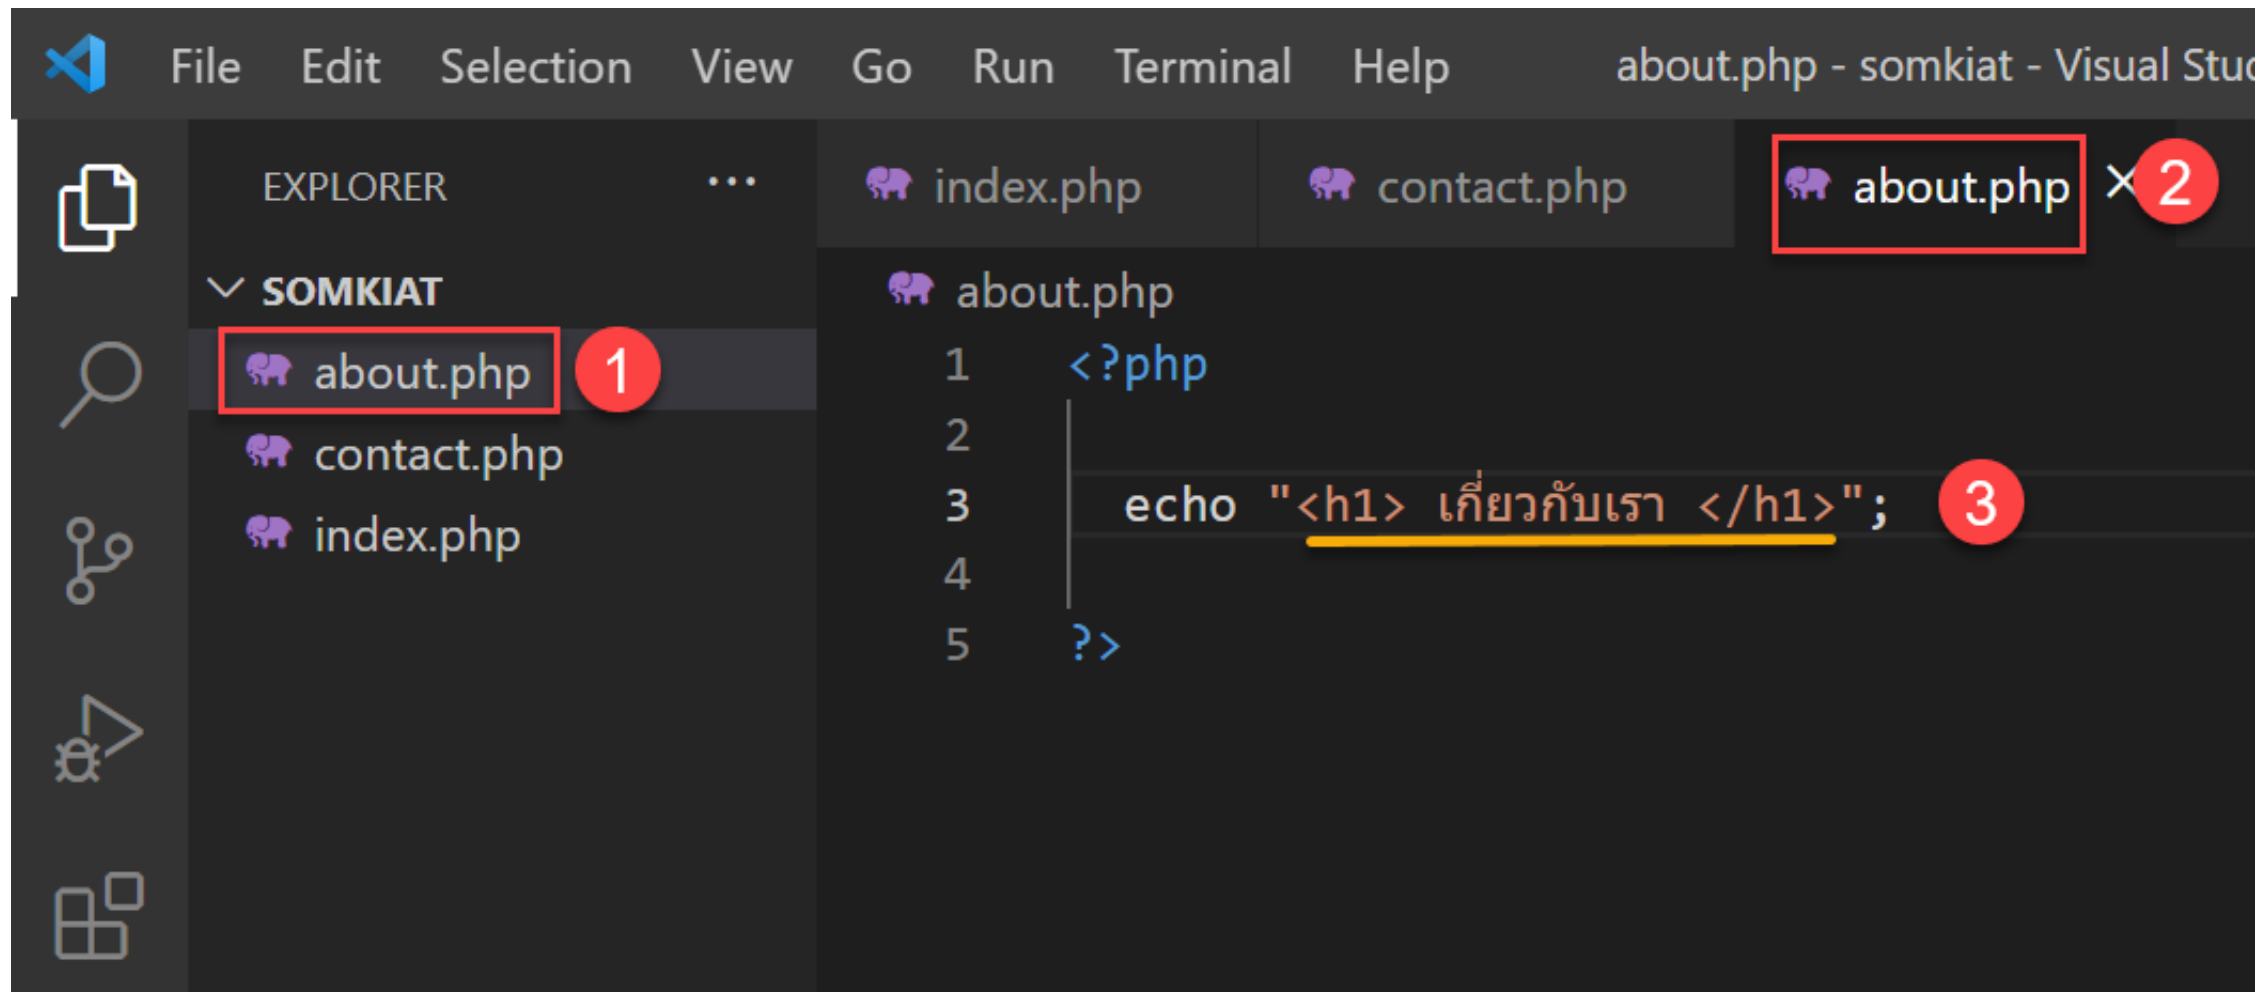 File Edit Selection View Go Run Terminal Help about.php - somkiat - Visual Stud
EXPLORER ···
SOMKIAT
about.php 1
contact.php
index.php
index.php contact.php about.php 2
about.php
1 <?php
2
3 echo "<h1> เกี่ยวกับเรา </h1>"; 3
4
5 ?>